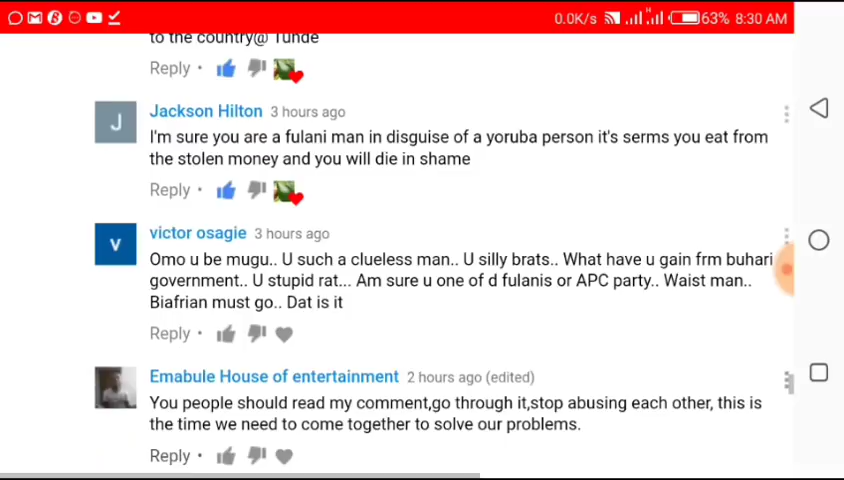 0.0K/s H 63% 8:30 AM
to the country@ Tunde
Reply •
J
Jackson Hilton 3 hours ago
I'm sure you are a fulani man in disguise of a yoruba person it's serms you eat from
the stolen money and you will die in shame
Reply •
v
victor osagie 3 hours ago
Omo u be mugu.. U such a clueless man.. U silly brats.. What have u gain frm buhari
government.. U stupid rat... Am sure u one of d fulanis or APC party.. Waist man..
Biafrian must go.. Dat is it
Reply •
Emabule House of entertainment 2 hours ago (edited)
You people should read my comment,go through it,stop abusing each other, this is
the time we need to come together to solve our problems.
Reply •